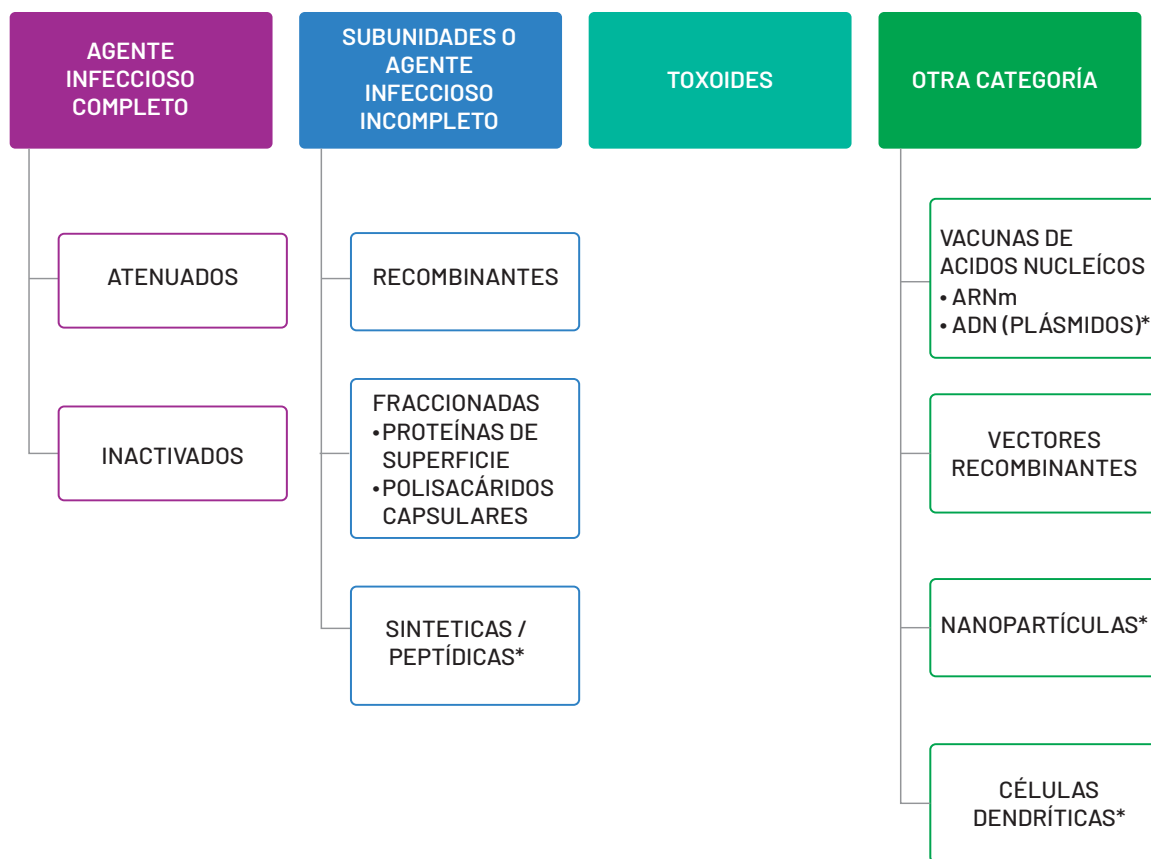 AGENTE
INFECCIOSO
COMPLETO
ATENUADOS
INACTIVADOS
SUBUNIDADES O
AGENTE
INFECCIOSO
INCOMPLETO
RECOMBINANTES
FRACCIONADAS
•PROTEÍNAS DE
SUPERFICIE
•POLISACÁRIDOS
CAPSULARES
SINTETICAS /
PEPTÍDICAS*
TOXOIDES
OTRA CATEGORÍA
VACUNAS DE
ACIDOS NUCLEÍCOS
• ARNm
• ADN (PLÁSMIDOS)*
VECTORES
RECOMBINANTES
NANOPARTÍCULAS*
CÉLULAS
DENDRÍTICAS*